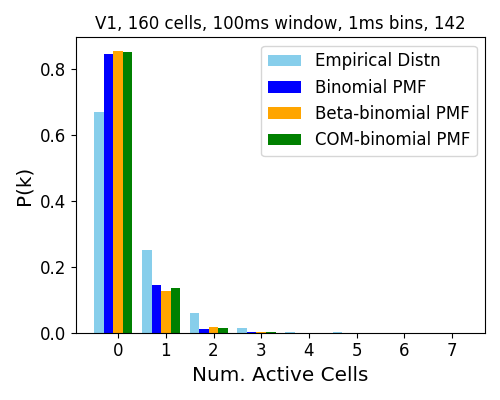 V1, 160 cells, 100ms window, 1ms bins, 142
Empirical Distn
Binomial PMF
Beta-binomial PMF
COM-binomial PMF
P(k)
0.8
0.6
0.4
0.2
0.0
0 1 2 3 4 5 6 7
Num. Active Cells